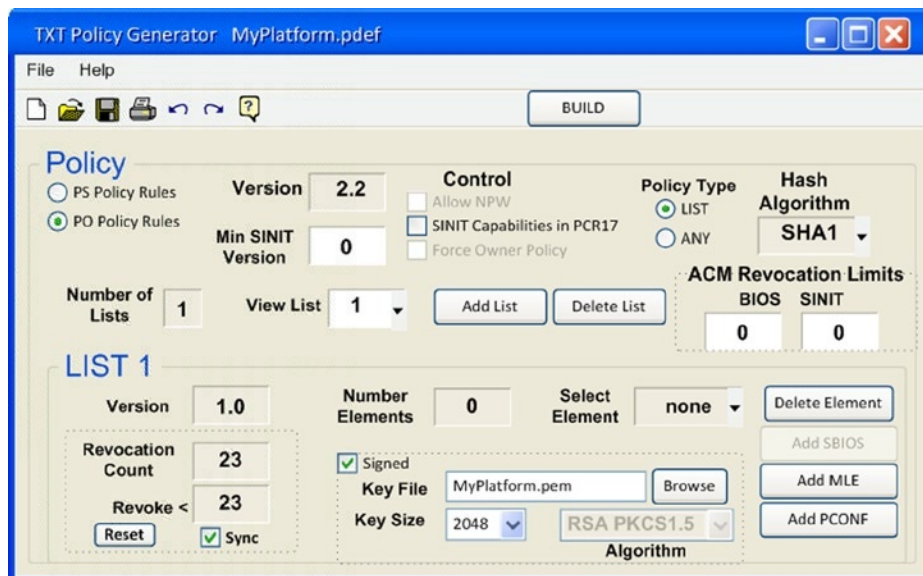 TXT Policy Generator MyPlatform.pdef
File Help
BUILD
Policy
PS Policy Rules
PO Policy Rules
Version 2.2
Min SINIT
Version 0
Control
Allow NPW
SINIT Capabilities in PCR17
Force Owner Policy
Policy Type
LIST
ANY
Hash
Algorithm
SHA1
ACM Revocation Limits
BIOS SINIT
0 0
Number of
Lists 1
View List 1
Add List
Delete List
LIST 1
Version 1.0
Revocation
Count 23
Revoke < 23
Reset
Sync
Number
Elements 0
Select
Element none
Signed
Key File MyPlatform.pem Browse
Key Size 2048 RSA PKCS1.5
Algorithm
Delete Element
Add SBIOS
Add MLE
Add PCONF